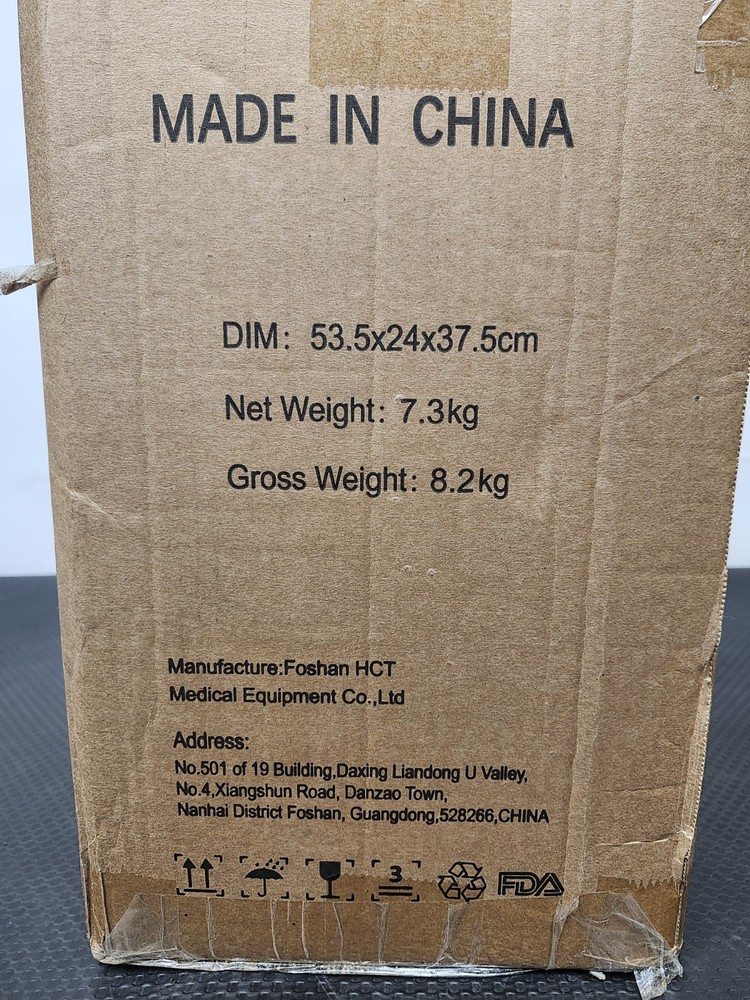 MADE IN CHINA
DIM: 53.5x24x37.5cm
Net Weight: 7.3kg
Gross Weight: 8.2kg
Manufacture:Foshan HCT
Medical Equipment Co.,Ltd
Address:
No.501 of 19 Building,Daxing Liandong U Valley,
No.4,Xiangshun Road, Danzao Town,
Nanhai District Foshan, Guangdong,528266,CHINA
3 FDA